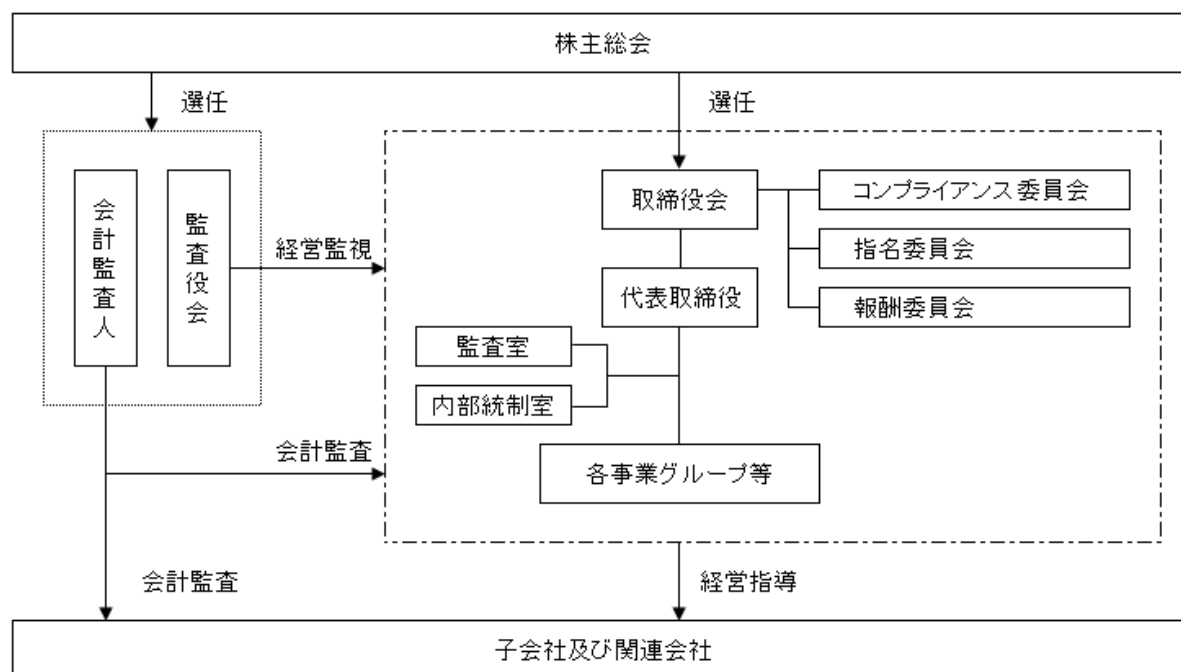 株主総会
選任
選任
会計監査人
監査役会
経営監視
取締役会
コンプライアンス委員会
指名委員会
代表取締役
報酬委員会
監査室
内部統制室
会計監査
各事業グループ等
会計監査
経営指導
子会社及び関連会社